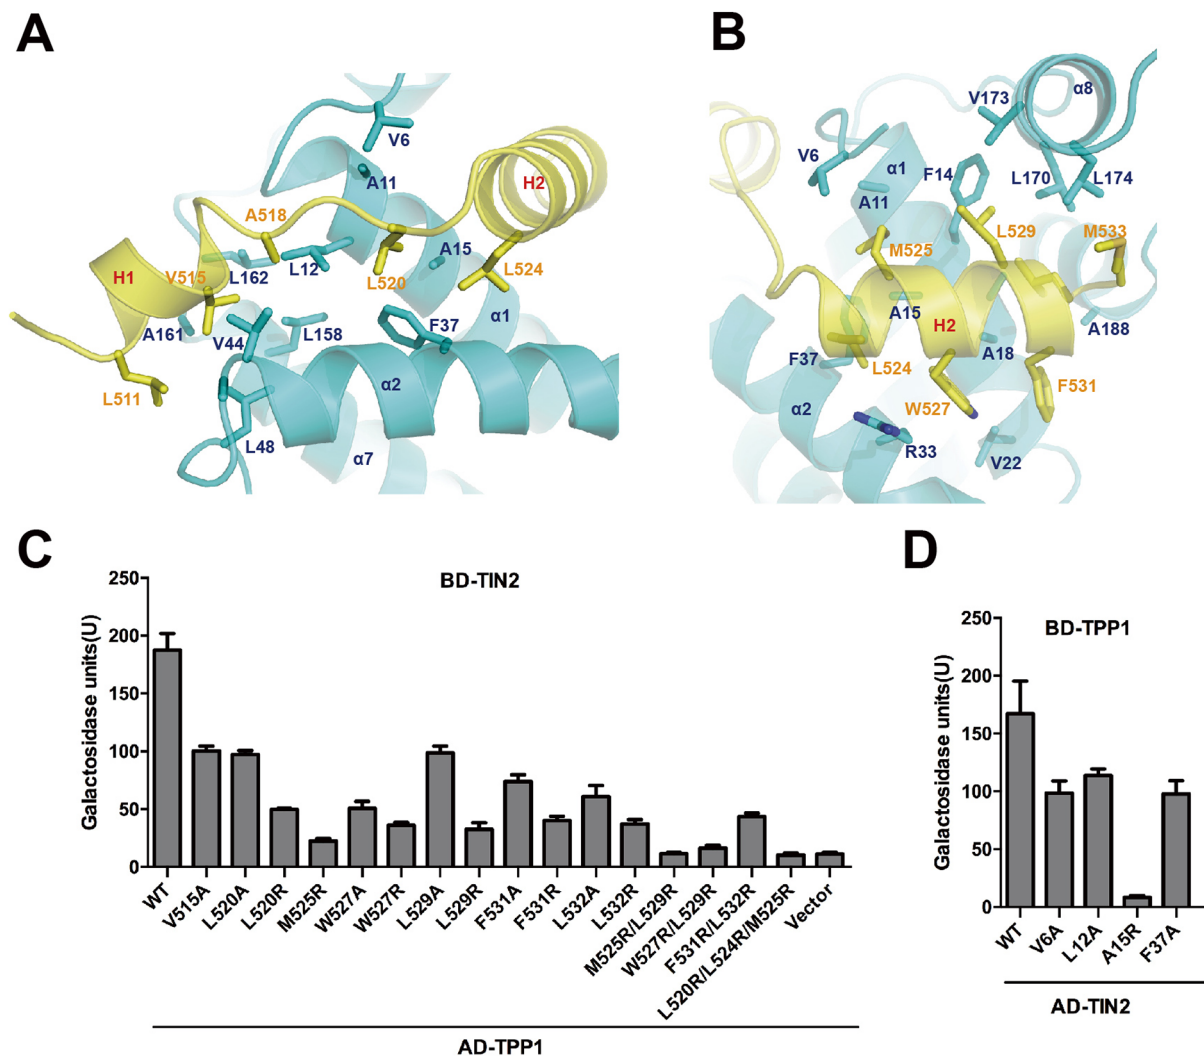 A
V6
A11
H2
A518
A15
H1
V515
L162
L12
L520
L524
α1
A161
V44
L158
F37
L511
α2
L48
α7
B
α8
V173
V6
α1
F14
L170
L174
A11
M525
L529
M533
A15
H2
A188
F37
L524
A18
F531
α2
W527
R33
V22
C
BD-TIN2
Galactosidase units(U)
250
200
150
100
50
0
WT
V515A
L520A
L520R
M525R
W527A
W527R
L529A
L529R
F531A
F531R
L532A
L532R
M525R/L529R
W527R/L529R
F531R/L532R
L520R/L524R/M525R
Vector
AD-TPP1
D
BD-TPP1
Galactosidase units(U)
250
200
150
100
50
0
WT
V6A
L12A
A15R
F37A
AD-TIN2